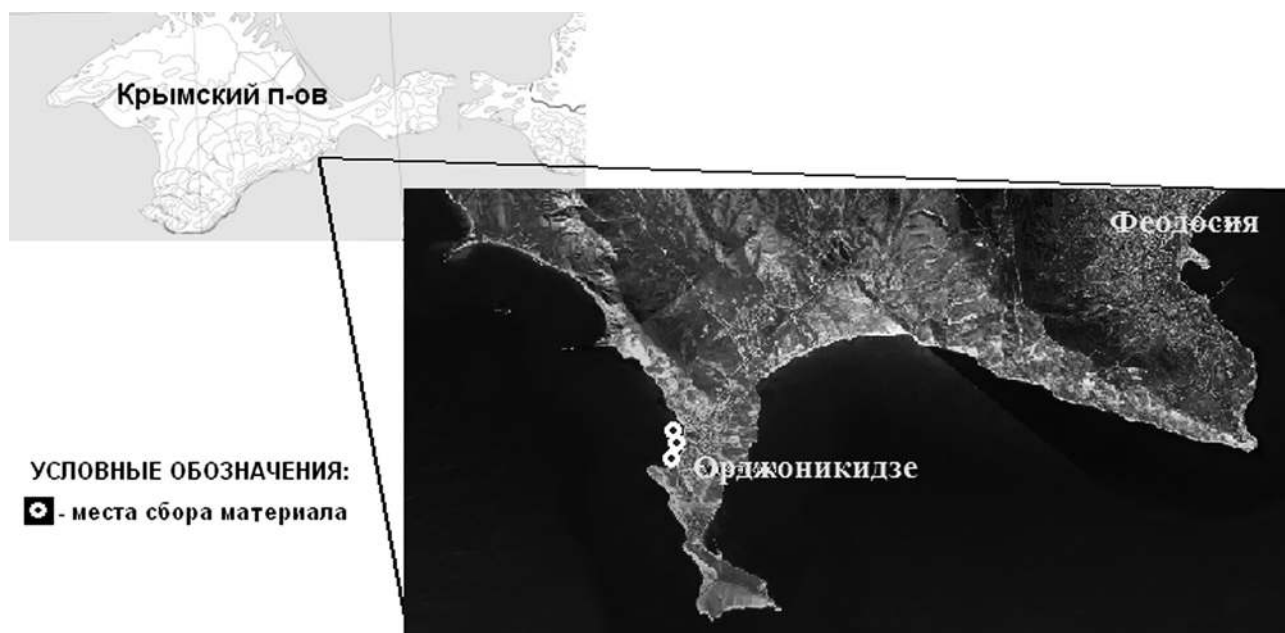 Крымский п-ов
Феодосия
Орджоникидзе
УСЛОВНЫЕ ОБОЗНАЧЕНИЯ:
- места сбора материала